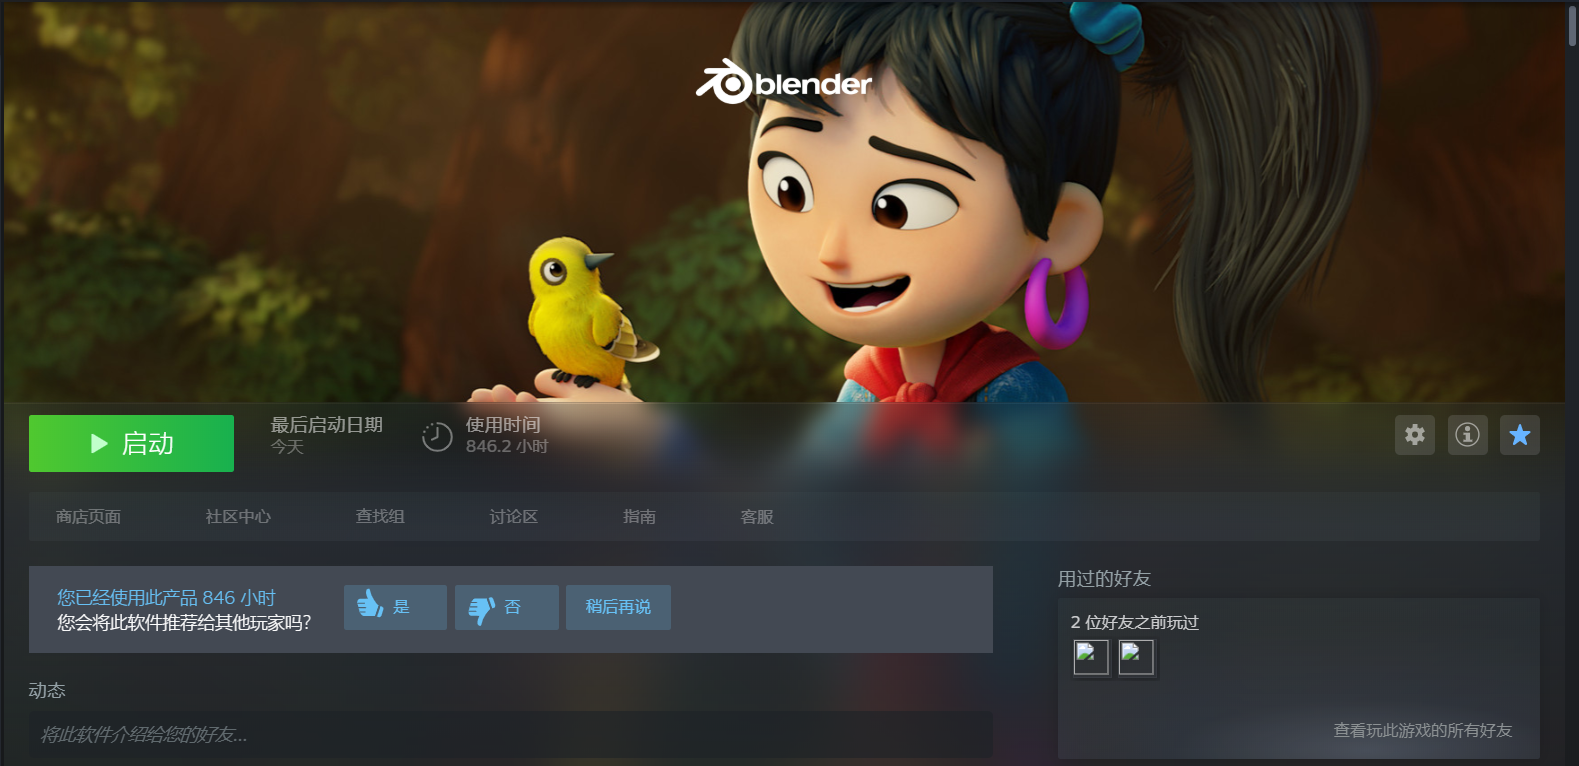 blender
启动
最后启动日期
今天
使用时间
846.2 小时
商店页面
社区中心
查找组
讨论区
指南
客服
您已经使用此产品 846 小时
您会将此软件推荐给其他玩家吗?
是
否
稍后再说
用过的好友
2 位好友之前玩过
查看玩此游戏的所有好友
动态
将此软件介绍给您的好友...